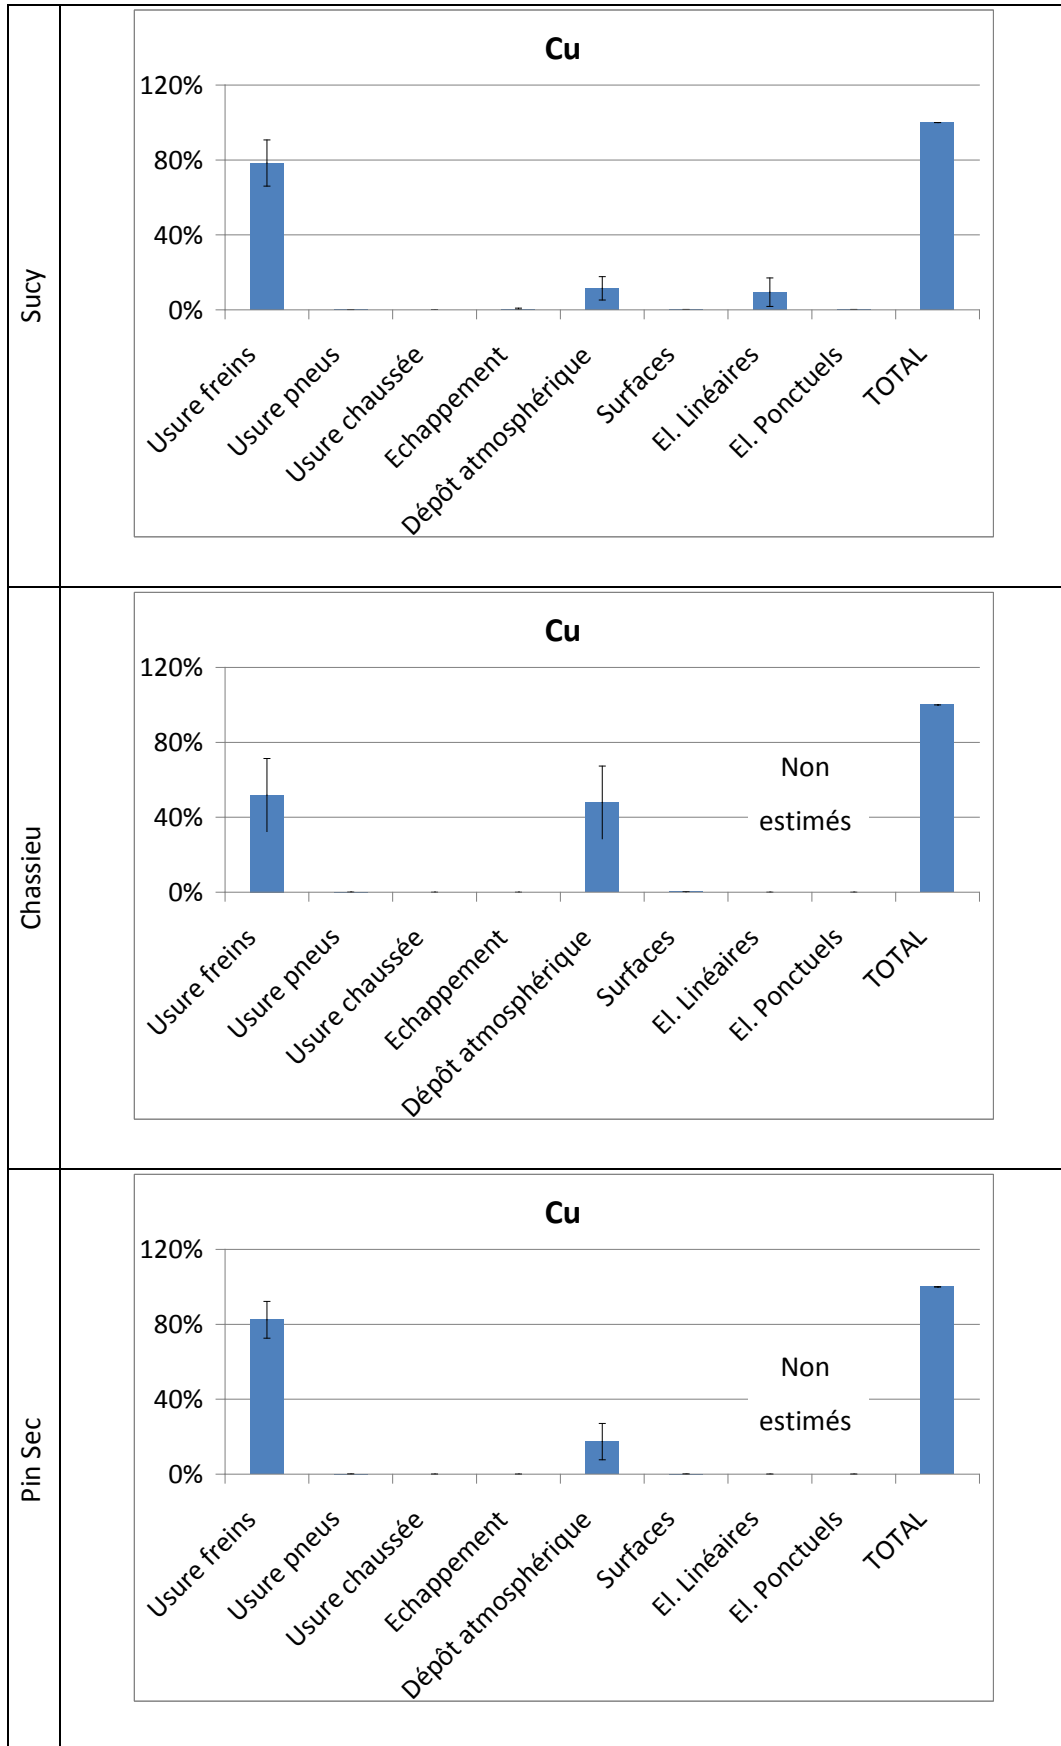 Sucy
Cu
120%
80%
40%
0%
Usure freins
Usure pneus
Usure chaussée
Echappement
Dépôt atmosphérique
Surfaces
El. Linéaires
El. Ponctuels
TOTAL
Chassieu
Cu
120%
80%
40%
0%
Non
estimés
Usure freins
Usure pneus
Usure chaussée
Echappement
Dépôt atmosphérique
Surfaces
El. Linéaires
El. Ponctuels
TOTAL
Pin Sec
Cu
120%
80%
40%
0%
Non
estimés
Usure freins
Usure pneus
Usure chaussée
Echappement
Dépôt atmosphérique
Surfaces
El. Linéaires
El. Ponctuels
TOTAL